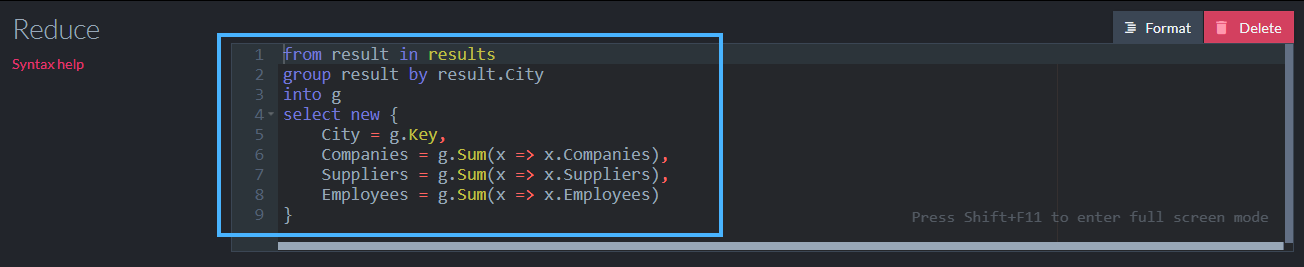 Reduce
Syntax help
Format
Delete
1 from result in results
2 group result by result.City
3 into g
4 select new {
5     City = g.Key,
6     Companies = g.Sum(x => x.Companies),
7     Suppliers = g.Sum(x => x.Suppliers),
8     Employees = g.Sum(x => x.Employees)
9 }
Press Shift+F11 to enter full screen mode